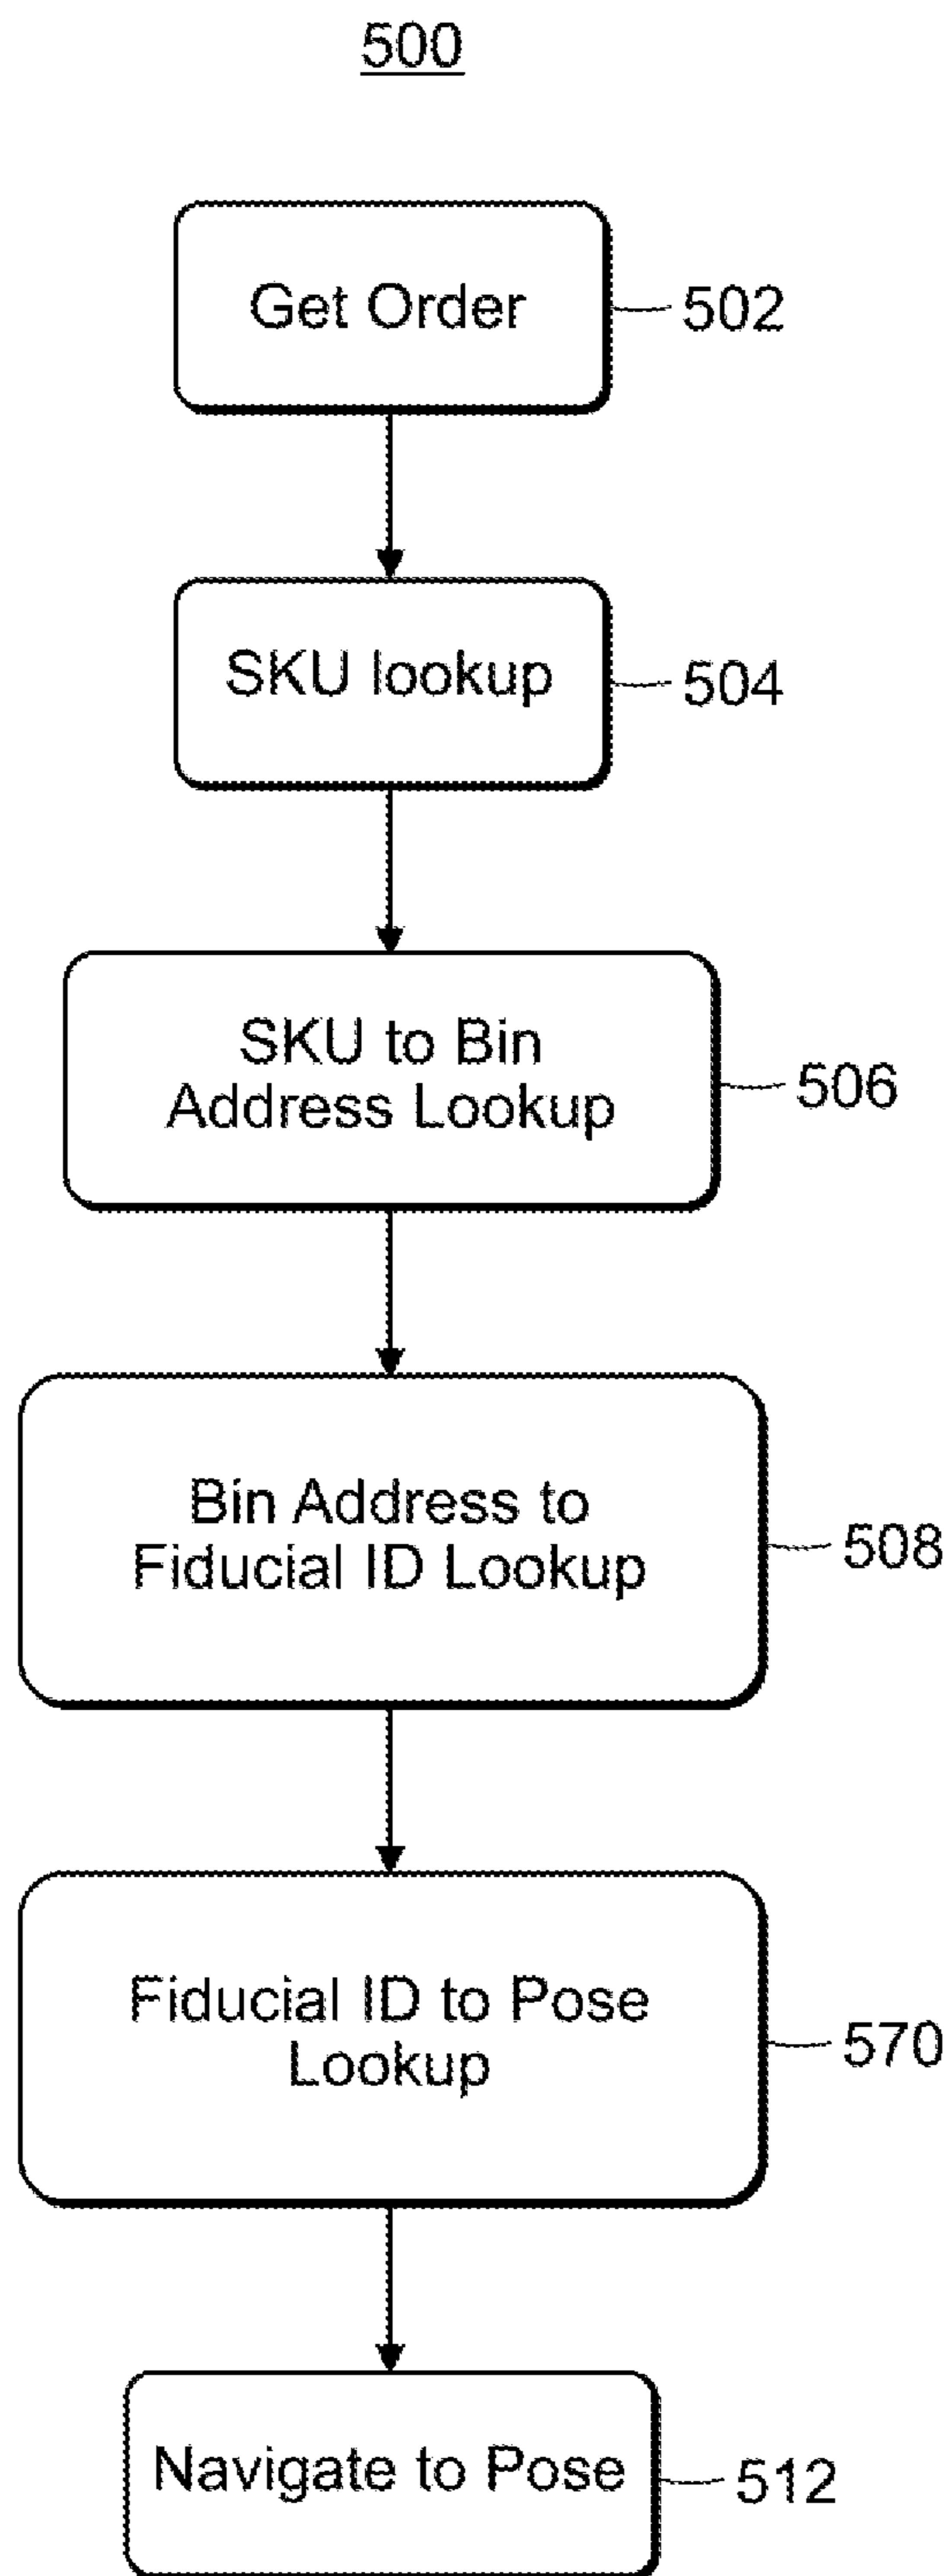 500
Get Order
502
SKU lookup
504
SKU to Bin
Address Lookup
506
Bin Address to
Fiducial ID Lookup
508
Fiducial ID to Pose
Lookup
570
Navigate to Pose
512